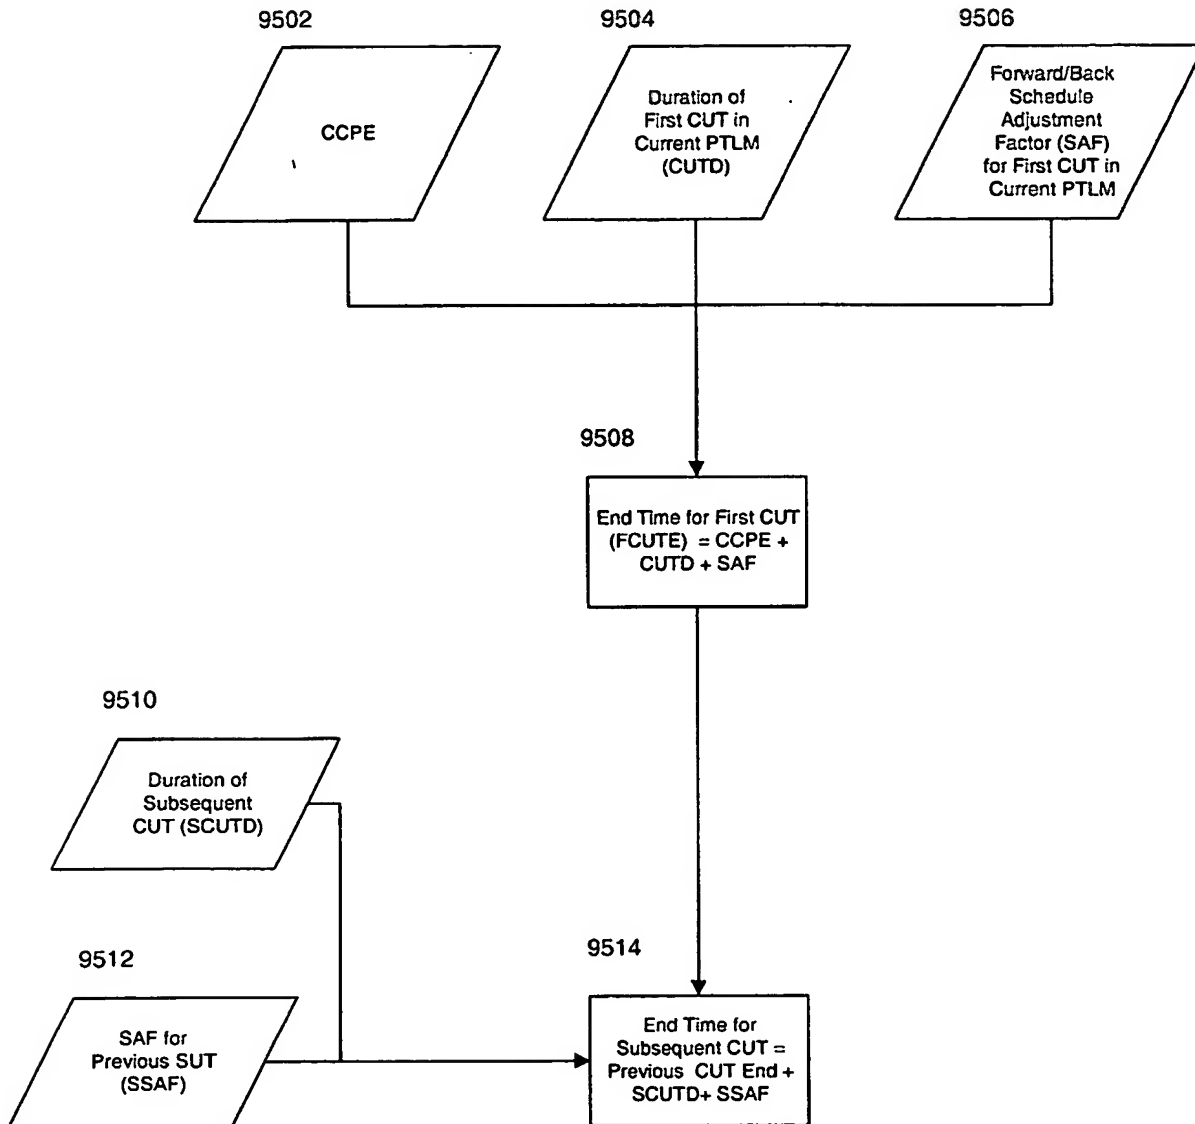 9502
9504
9506
CCPE
Duration of
First CUT in
Current PTLM
(CUTD)
Forward/Back
Schedule
Adjustment
Factor (SAF)
for First CUT in
Current PTLM
9508
End Time for First CUT
(FCUTE) = CCPE +
CUTD + SAF
9510
Duration of
Subsequent
CUT (SCUTD)
9512
SAF for
Previous SUT
(SSAF)
9514
End Time for
Subsequent CUT =
Previous CUT End +
SCUTD+ SSAF